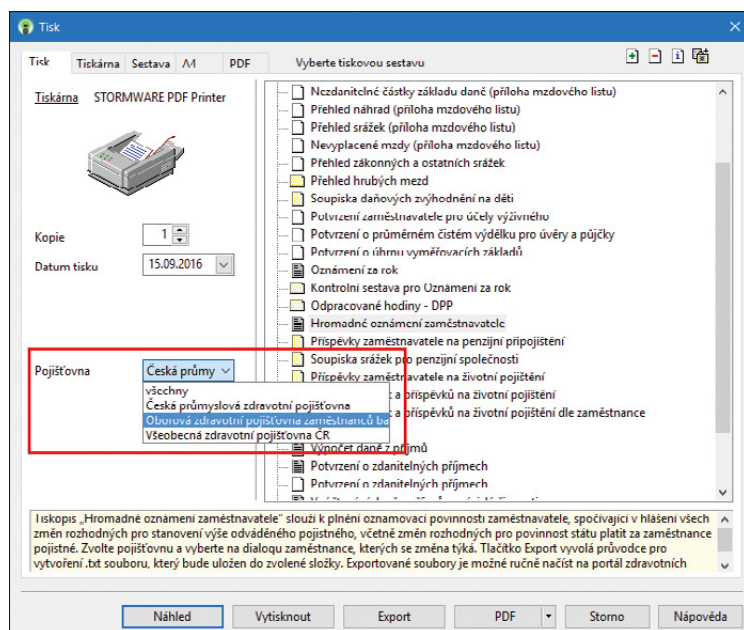 Tisk
Tisk Tiskárna Sestava A4 PDF Vyberte tiskovou sestavu
Tiskárna STORMWARE PDF Printer
Kopie 1
Datum tisku 15.09.2016
Pojišťovna Česká průmy
všechny
Česká průmyslová zdravotní pojišťovna
Oborová zdravotní pojišťovna zaměstnanců ba
Všeobecná zdravotní pojišťovna ČR
Nezdanitelné částky základu daně (příloha mzdového listu)
Přehled náhrad (příloha mzdového listu)
Přehled srážek (příloha mzdového listu)
Nevyplacené mzdy (příloha mzdového listu)
Přehled zákonných a ostatních srážek
Přehled hrubých mezd
Soupiska daňových zvýhodnění na děti
Potvrzení zaměstnavatele pro účely výživného
Potvrzení o průměrném čistém výdělku pro úvěry a půjčky
Potvrzení o úhrnu vyměřovacích základů
Oznámení za rok
Kontrolní sestava pro Oznámení za rok
Odpracované hodiny - DPP
Hromadné oznámení zaměstnavatele
Příspěvky zaměstnavatele na penzijní připojištění
Soupiska srážek pro penzijní společnosti
Příspěvky zaměstnavatele na životní pojištění
a příspěvků na životní pojištění
a příspěvků na životní pojištění dle zaměstnance
Výpočet daně z příjmů
Potvrzení o zdanitelných příjmech
Potvrzení o zdanitelných příjmech
Tiskopis „Hromadné oznámení zaměstnavatele" slouží k plnění oznamovací povinnosti zaměstnavatele, spočívající v hlášení všech
změn rozhodných pro stanovení výše odváděného pojistného, včetně změn rozhodných pro povinnost státu platit za zaměstnance
pojistné. Zvolte pojišťovnu a vyberte na dialogu zaměstnance, kterých se změna týká. Tlačítko Export vyvolá průvodce pro
vytvoření .txt souboru, který bude uložen do zvolené složky. Exportované soubory je možné ručně načíst na portál zdravotních
Náhled Vytisknout Export PDF Storno Nápověda